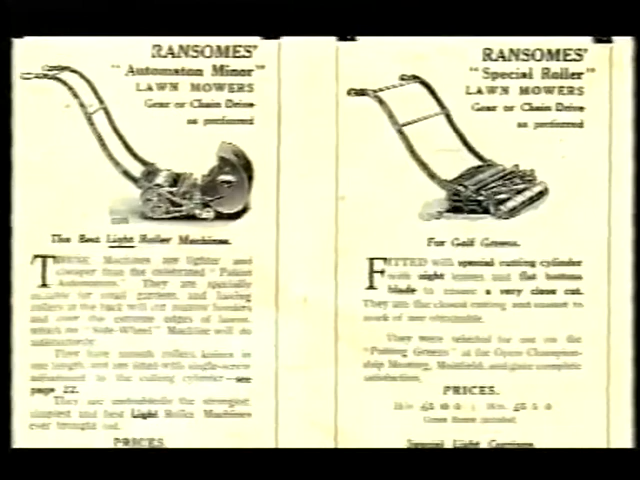 RANSOMES'
"Automaton Minor"
LAWN MOWERS
Gear or Chain Drive
as preferred
The Best Light Roller Machines.
THESE Machines are lighter and
cheaper than the celebrated "Patent
Automaton." They are specially
suitable for small gardens, and having
rollers at the back will cut narrow borders
and over the extreme edges of lawns,
which no "Side-Wheel" Machine will do
satisfactorily.
They have smooth rollers, knives in
one length, and are fitted with single-screw
adjustment to the cutting cylinder—see
page 22.
They are undoubtedly the strongest,
simplest and best Light Roller Machines
ever brought out.
PRICES.
RANSOMES'
"Special Roller"
LAWN MOWERS
Gear or Chain Drive
as preferred
For Golf Greens.
FITTED with special cutting cylinder
with eight knives and flat bottom
blade to ensure a very close cut.
They are the closest cutting and easiest to
work of any obtainable.
They were selected for use on the
"Putting Greens" at the Open Champion-
ship Meeting, Muirfield, and gave complete
satisfaction.
PRICES.
Special Light Carriage.